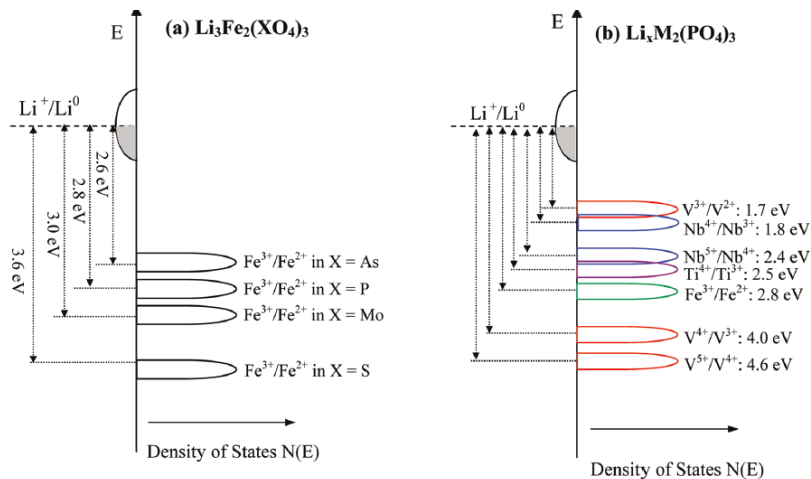 E
(a) Li₃Fe₂(XO₄)₃
Li⁺/Li⁰
2.6 eV
2.8 eV
3.0 eV
3.6 eV
Fe³⁺/Fe²⁺ in X = As
Fe³⁺/Fe²⁺ in X = P
Fe³⁺/Fe²⁺ in X = Mo
Fe³⁺/Fe²⁺ in X = S
Density of States N(E)
E
(b) LiₓM₂(PO₄)₃
Li⁺/Li⁰
V³⁺/V²⁺: 1.7 eV
Nb⁴⁺/Nb³⁺: 1.8 eV
Nb⁵⁺/Nb⁴⁺: 2.4 eV
Ti⁴⁺/Ti³⁺: 2.5 eV
Fe³⁺/Fe²⁺: 2.8 eV
V⁴⁺/V³⁺: 4.0 eV
V⁵⁺/V⁴⁺: 4.6 eV
Density of States N(E)